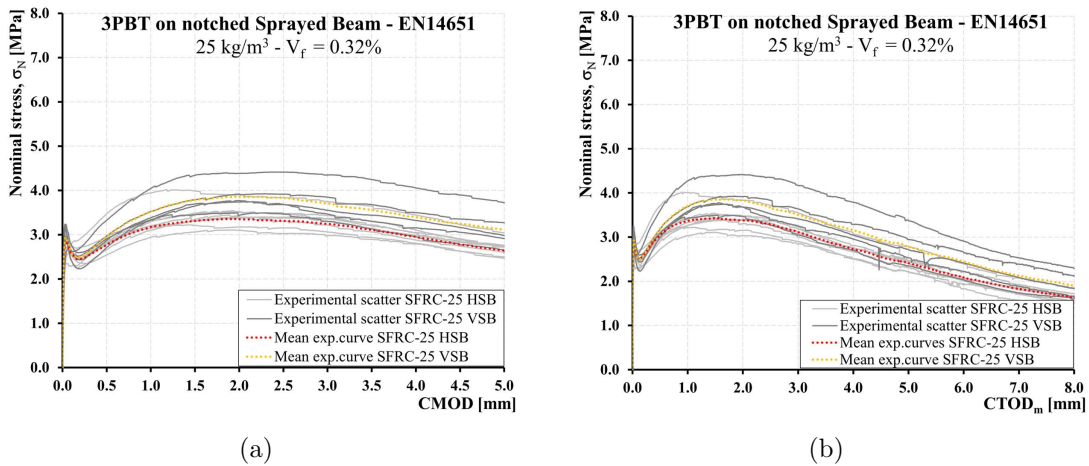 3PBT on notched Sprayed Beam - EN14651
25 kg/m³ - V_f = 0.32%
Nominal stress, σ_N [MPa]
8.0
7.0
6.0
5.0
4.0
3.0
2.0
1.0
0.0
Experimental scatter SFRC-25 HSB
Experimental scatter SFRC-25 VSB
Mean exp.curve SFRC-25 HSB
Mean exp.curve SFRC-25 VSB
0.0 0.5 1.0 1.5 2.0 2.5 3.0 3.5 4.0 4.5 5.0
CMOD [mm]
(a)
3PBT on notched Sprayed Beam - EN14651
25 kg/m³ - V_f = 0.32%
Nominal stress, σ_N [MPa]
8.0
7.0
6.0
5.0
4.0
3.0
2.0
1.0
0.0
Experimental scatter SFRC-25 HSB
Experimental scatter SFRC-25 VSB
Mean exp.curves SFRC-25 HSB
Mean exp.curve SFRC-25 VSB
0.0 1.0 2.0 3.0 4.0 5.0 6.0 7.0 8.0
CTOD_m [mm]
(b)